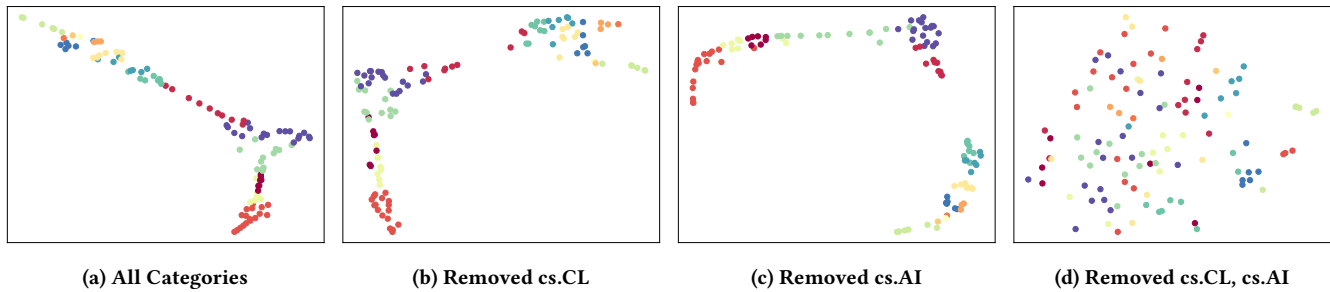 (a) All Categories
(b) Removed cs.CL
(c) Removed cs.AI
(d) Removed cs.CL, cs.AI